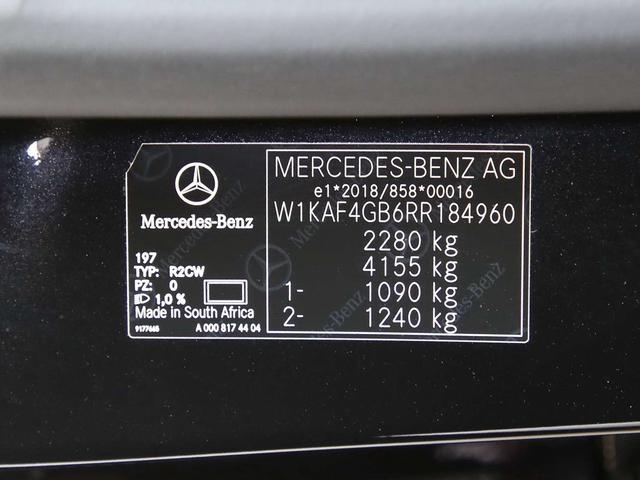 Mercedes-Benz
197
TYP: R2CW
PZ: 0
1,0 %
Made in South Africa
9177665
A 000 817 44 04
MERCEDES-BENZ AG
e1*2018/858*00016
W1KAF4GB6RR184960
2280 kg
4155 kg
1- 1090 kg
2- 1240 kg